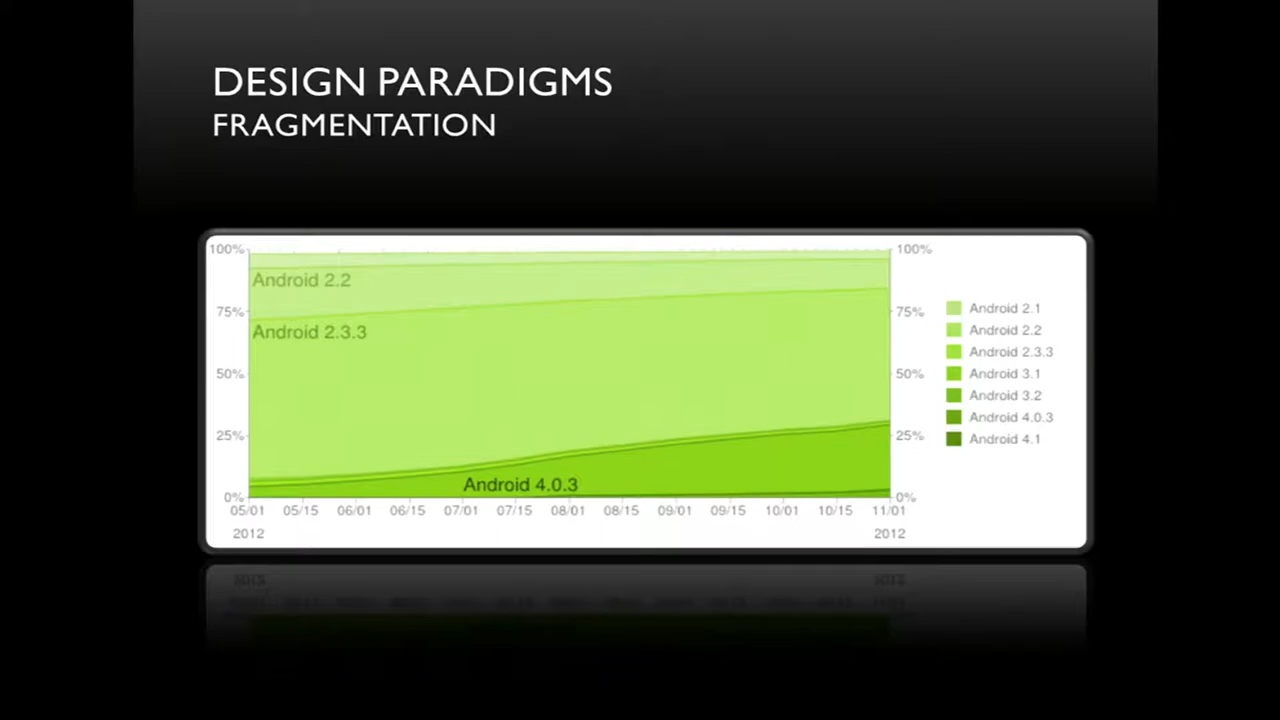 DESIGN PARADIGMS
FRAGMENTATION
100%
75%
50%
25%
0%
Android 2.2
Android 2.3.3
Android 4.0.3
100%
75%
50%
25%
0%
05/01 05/15 06/01 06/15 07/01 07/15 08/01 08/15 09/01 09/15 10/01 10/15 11/01
2012 2012
Android 2.1
Android 2.2
Android 2.3.3
Android 3.1
Android 3.2
Android 4.0.3
Android 4.1